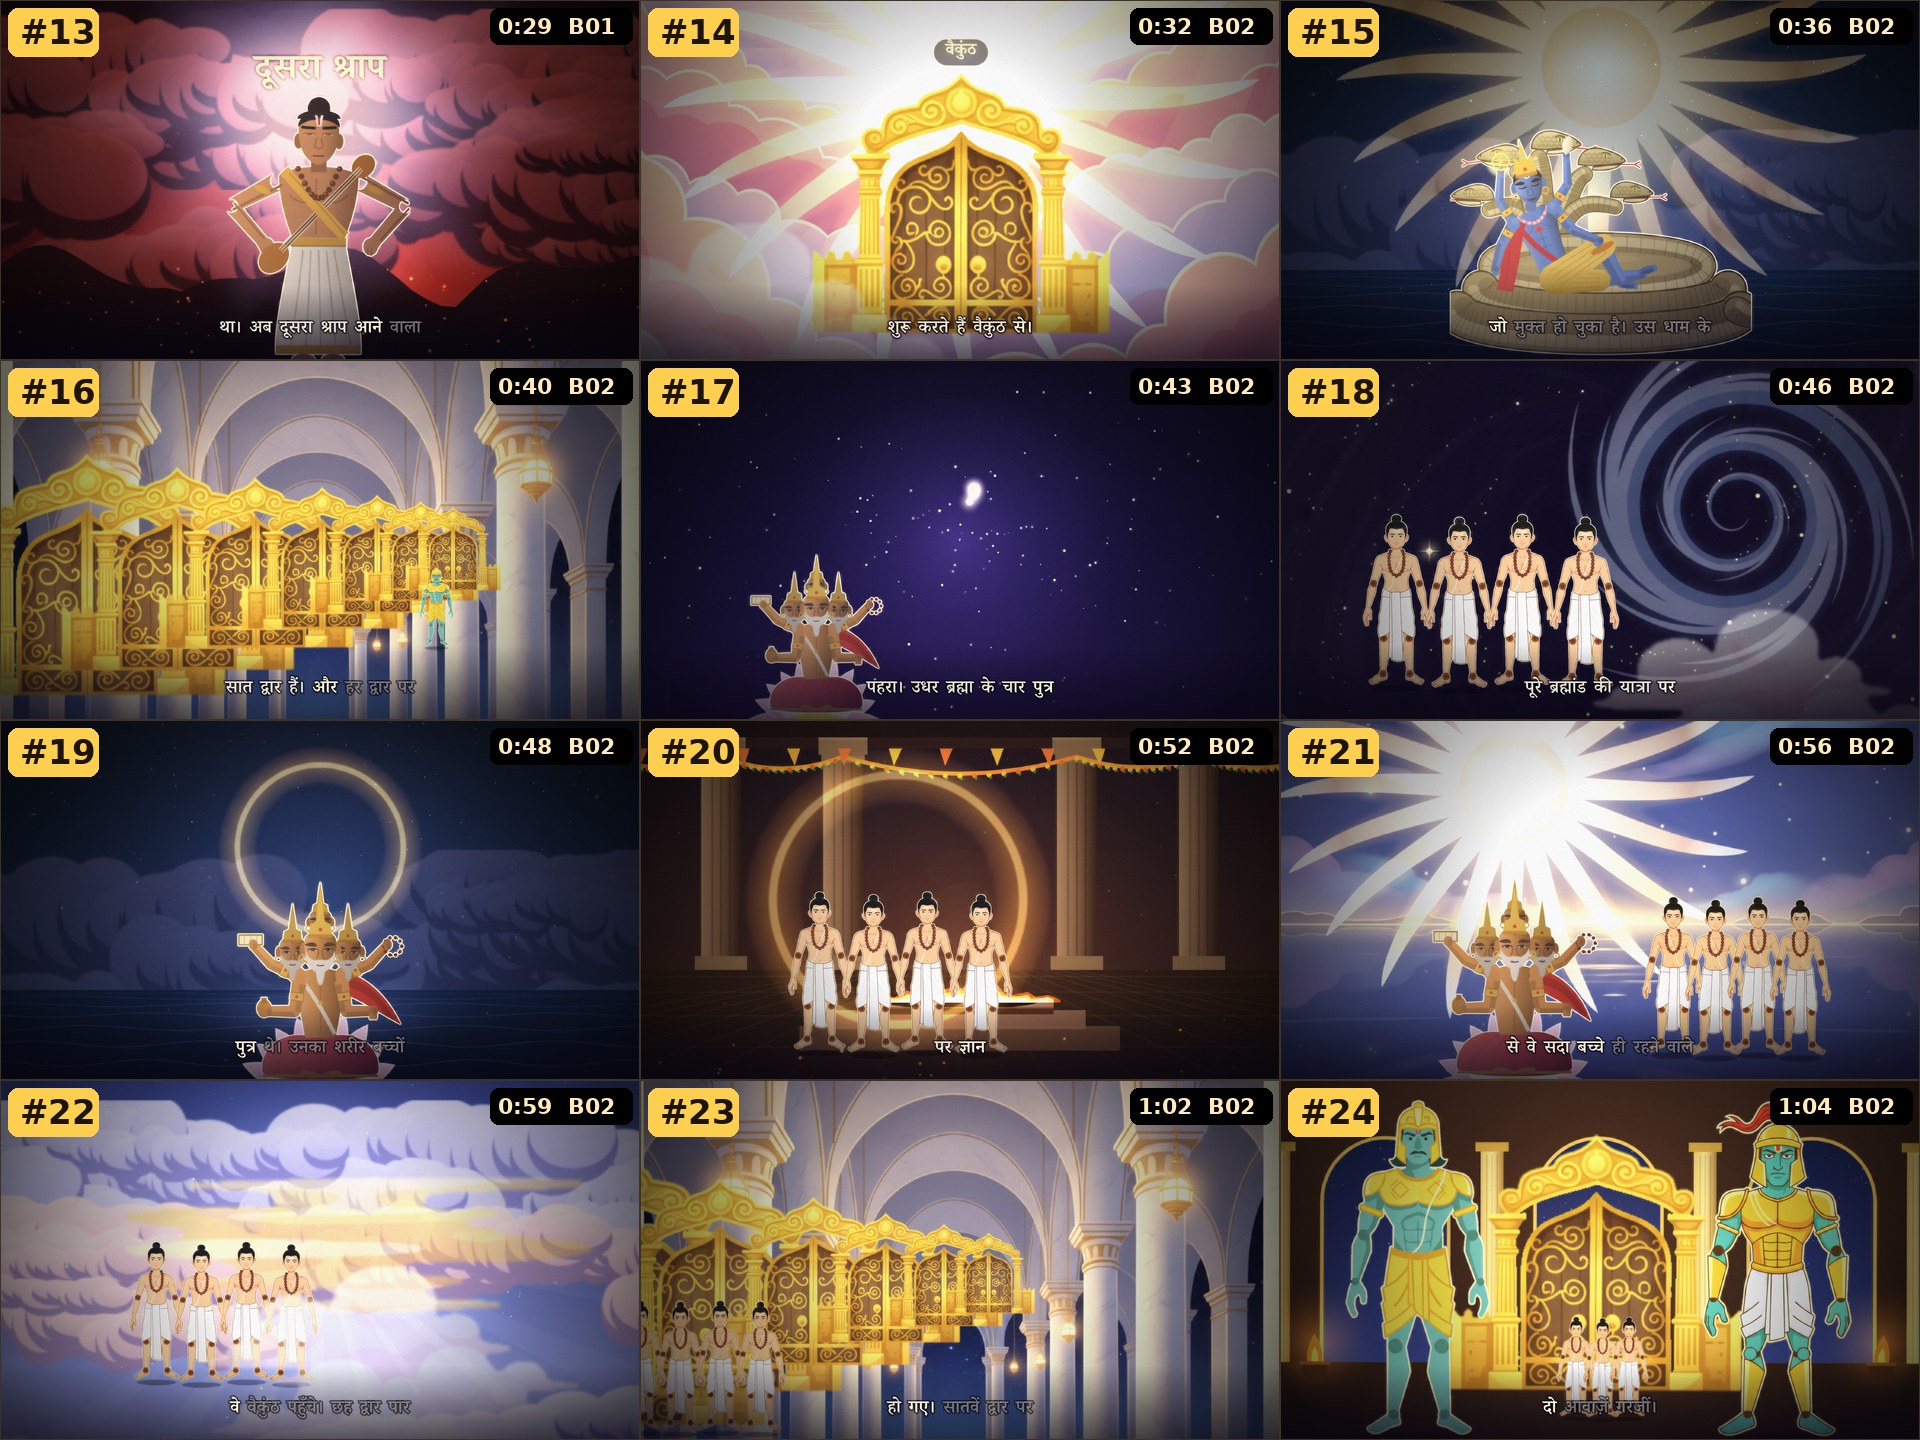 #13
0:29 B01
दूसरा श्राप
था। अब दूसरा श्राप आने वाला
#14
0:32 B02
वैकुंठ
शुरू करते हैं वैकुंठ से।
#15
0:36 B02
जो मुक्त हो चुका है। उस धाम के
#16
0:40 B02
सात द्वार हैं। और हर द्वार पर
#17
0:43 B02
पहरा। उधर ब्रह्मा के चार पुत्र
#18
0:46 B02
पूरे ब्रह्मांड की यात्रा पर
#19
0:48 B02
पुत्र थे। उनका शरीर बच्चों
#20
0:52 B02
पर ज्ञान
#21
0:56 B02
से वे सदा बच्चे ही रहने वाले
#22
0:59 B02
वे वैकुंठ पहुँचे। छह द्वार पार
#23
1:02 B02
हो गए। सातवें द्वार पर
#24
1:04 B02
दो आवाज़ें गरजीं।